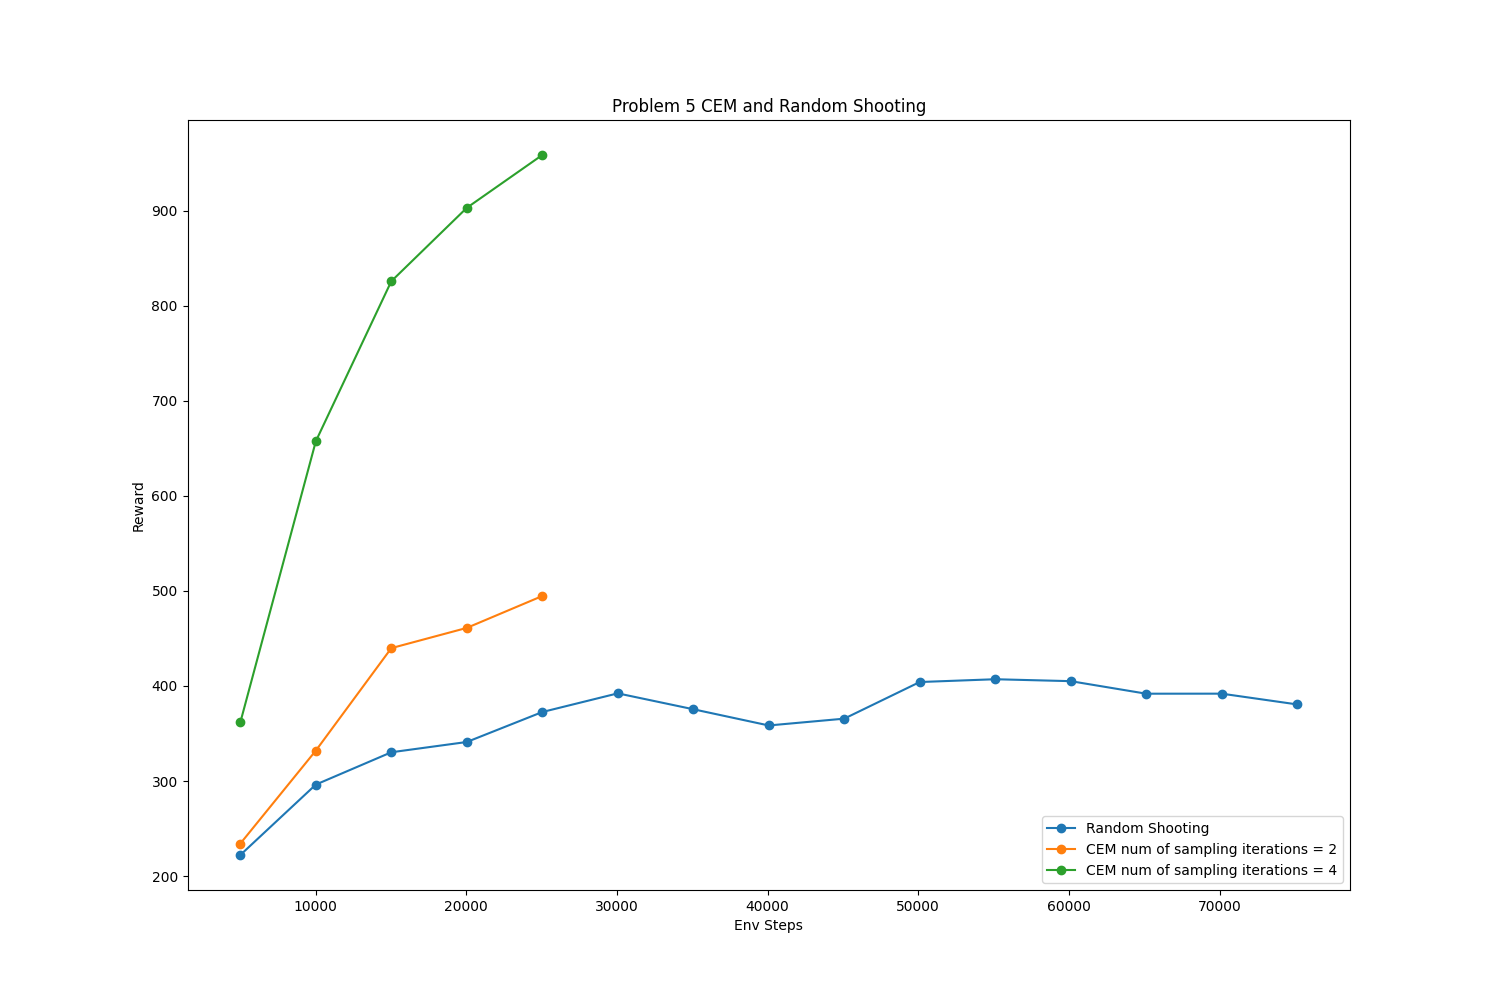 Problem 5 CEM and Random Shooting
900
800
700
600
500
400
300
200
Reward
10000 20000 30000 40000 50000 60000 70000
Env Steps
Random Shooting
CEM num of sampling iterations = 2
CEM num of sampling iterations = 4